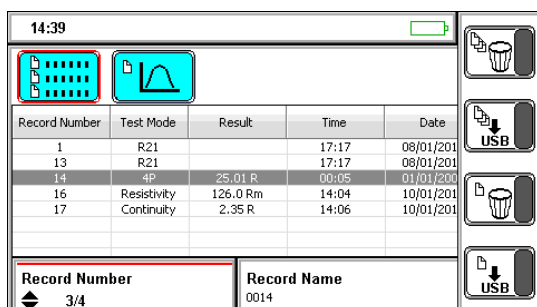 14:39
Record Number Test Mode Result Time Date
1 R21 17:17 08/01/201
13 R21 17:17 08/01/201
14 4P 25.01 R 00:05 01/01/200
16 Resistivity 126.0 Rm 14:04 10/01/201
17 Continuity 2.35 R 14:06 10/01/201
Record Number
3/4
Record Name
0014
USB
USB